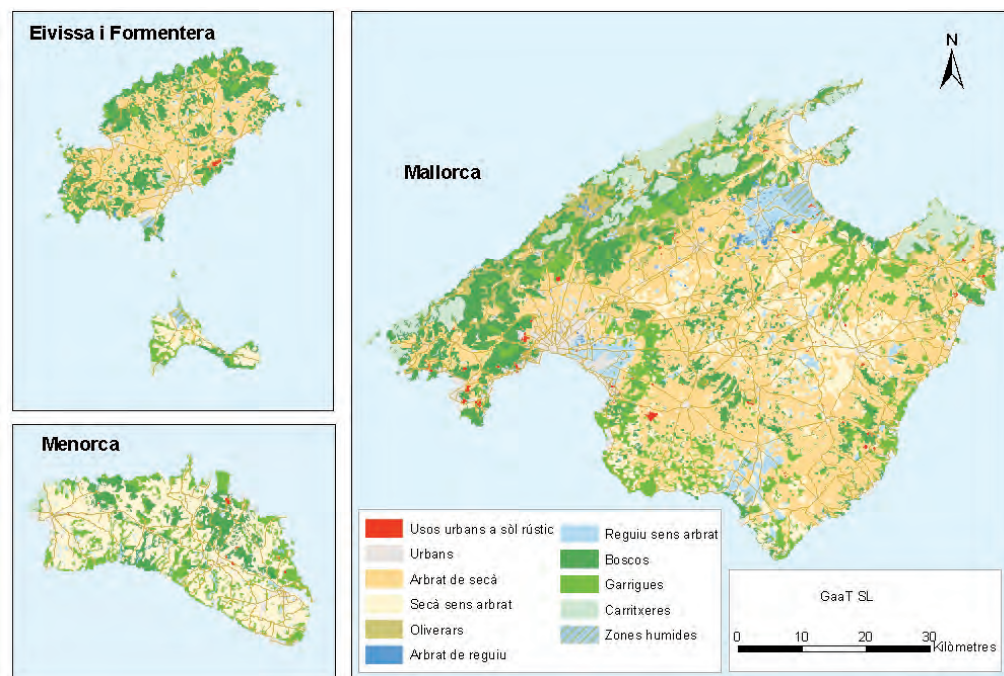 Eivissa i Formentera
N
Mallorca
Menorca
Usos urbans a sòl rústic
Urbans
Arbrat de secà
Secà sens arbrat
Oliverars
Arbrat de reguiu
Reguiu sens arbrat
Boscos
Garrigues
Carritxeres
Zones humides
GaaT SL
0 10 20 30
Kilòmetres